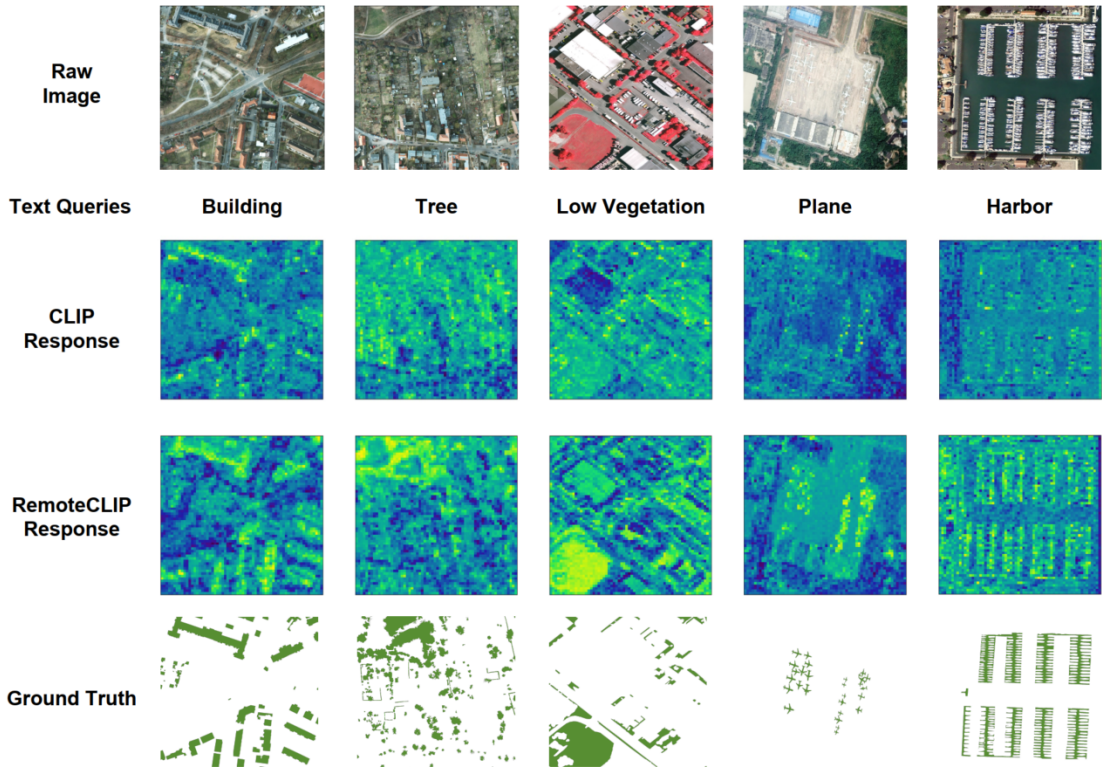 Raw
Image
Text Queries Building Tree Low Vegetation Plane Harbor
CLIP
Response
RemoteCLIP
Response
Ground Truth